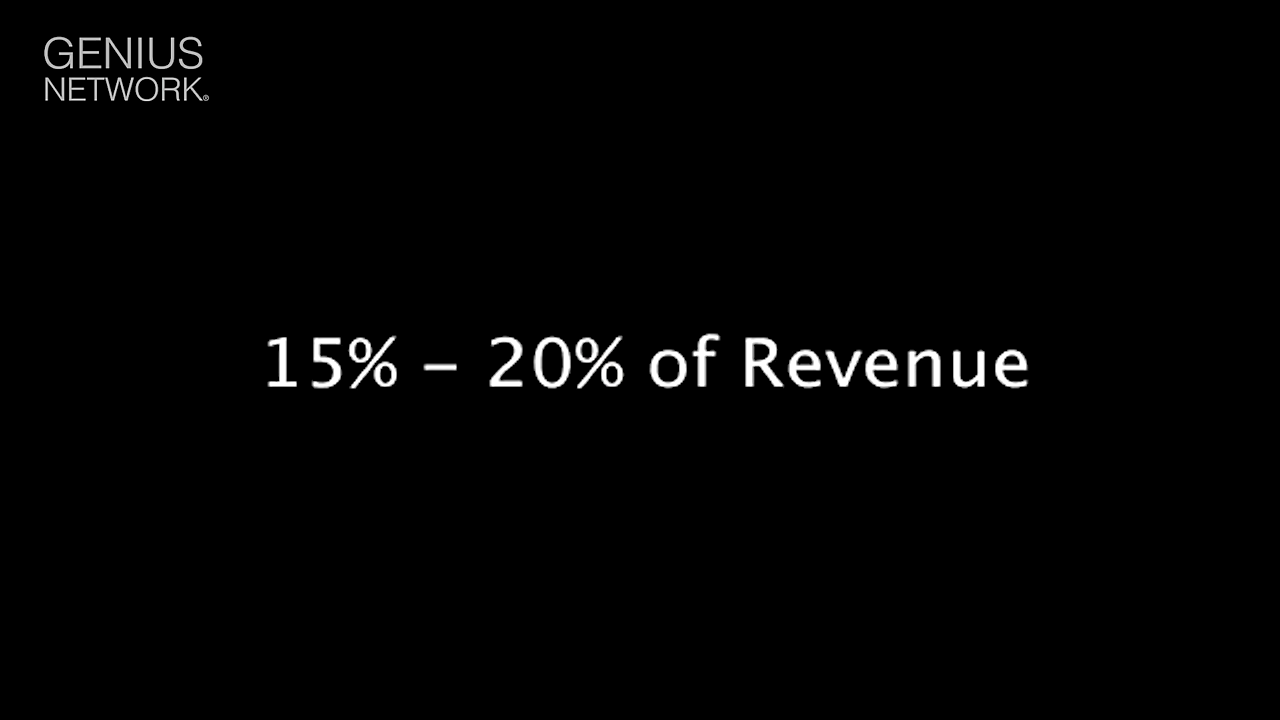 GENIUS
NETWORK®
15% – 20% of Revenue